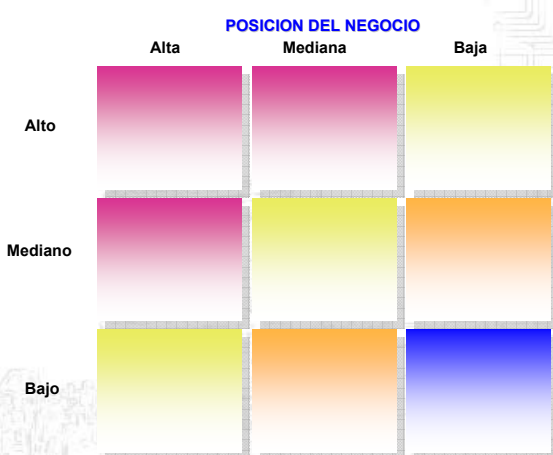 POSICION DEL NEGOCIO
Alta Mediana Baja
Alto
Mediano
Bajo